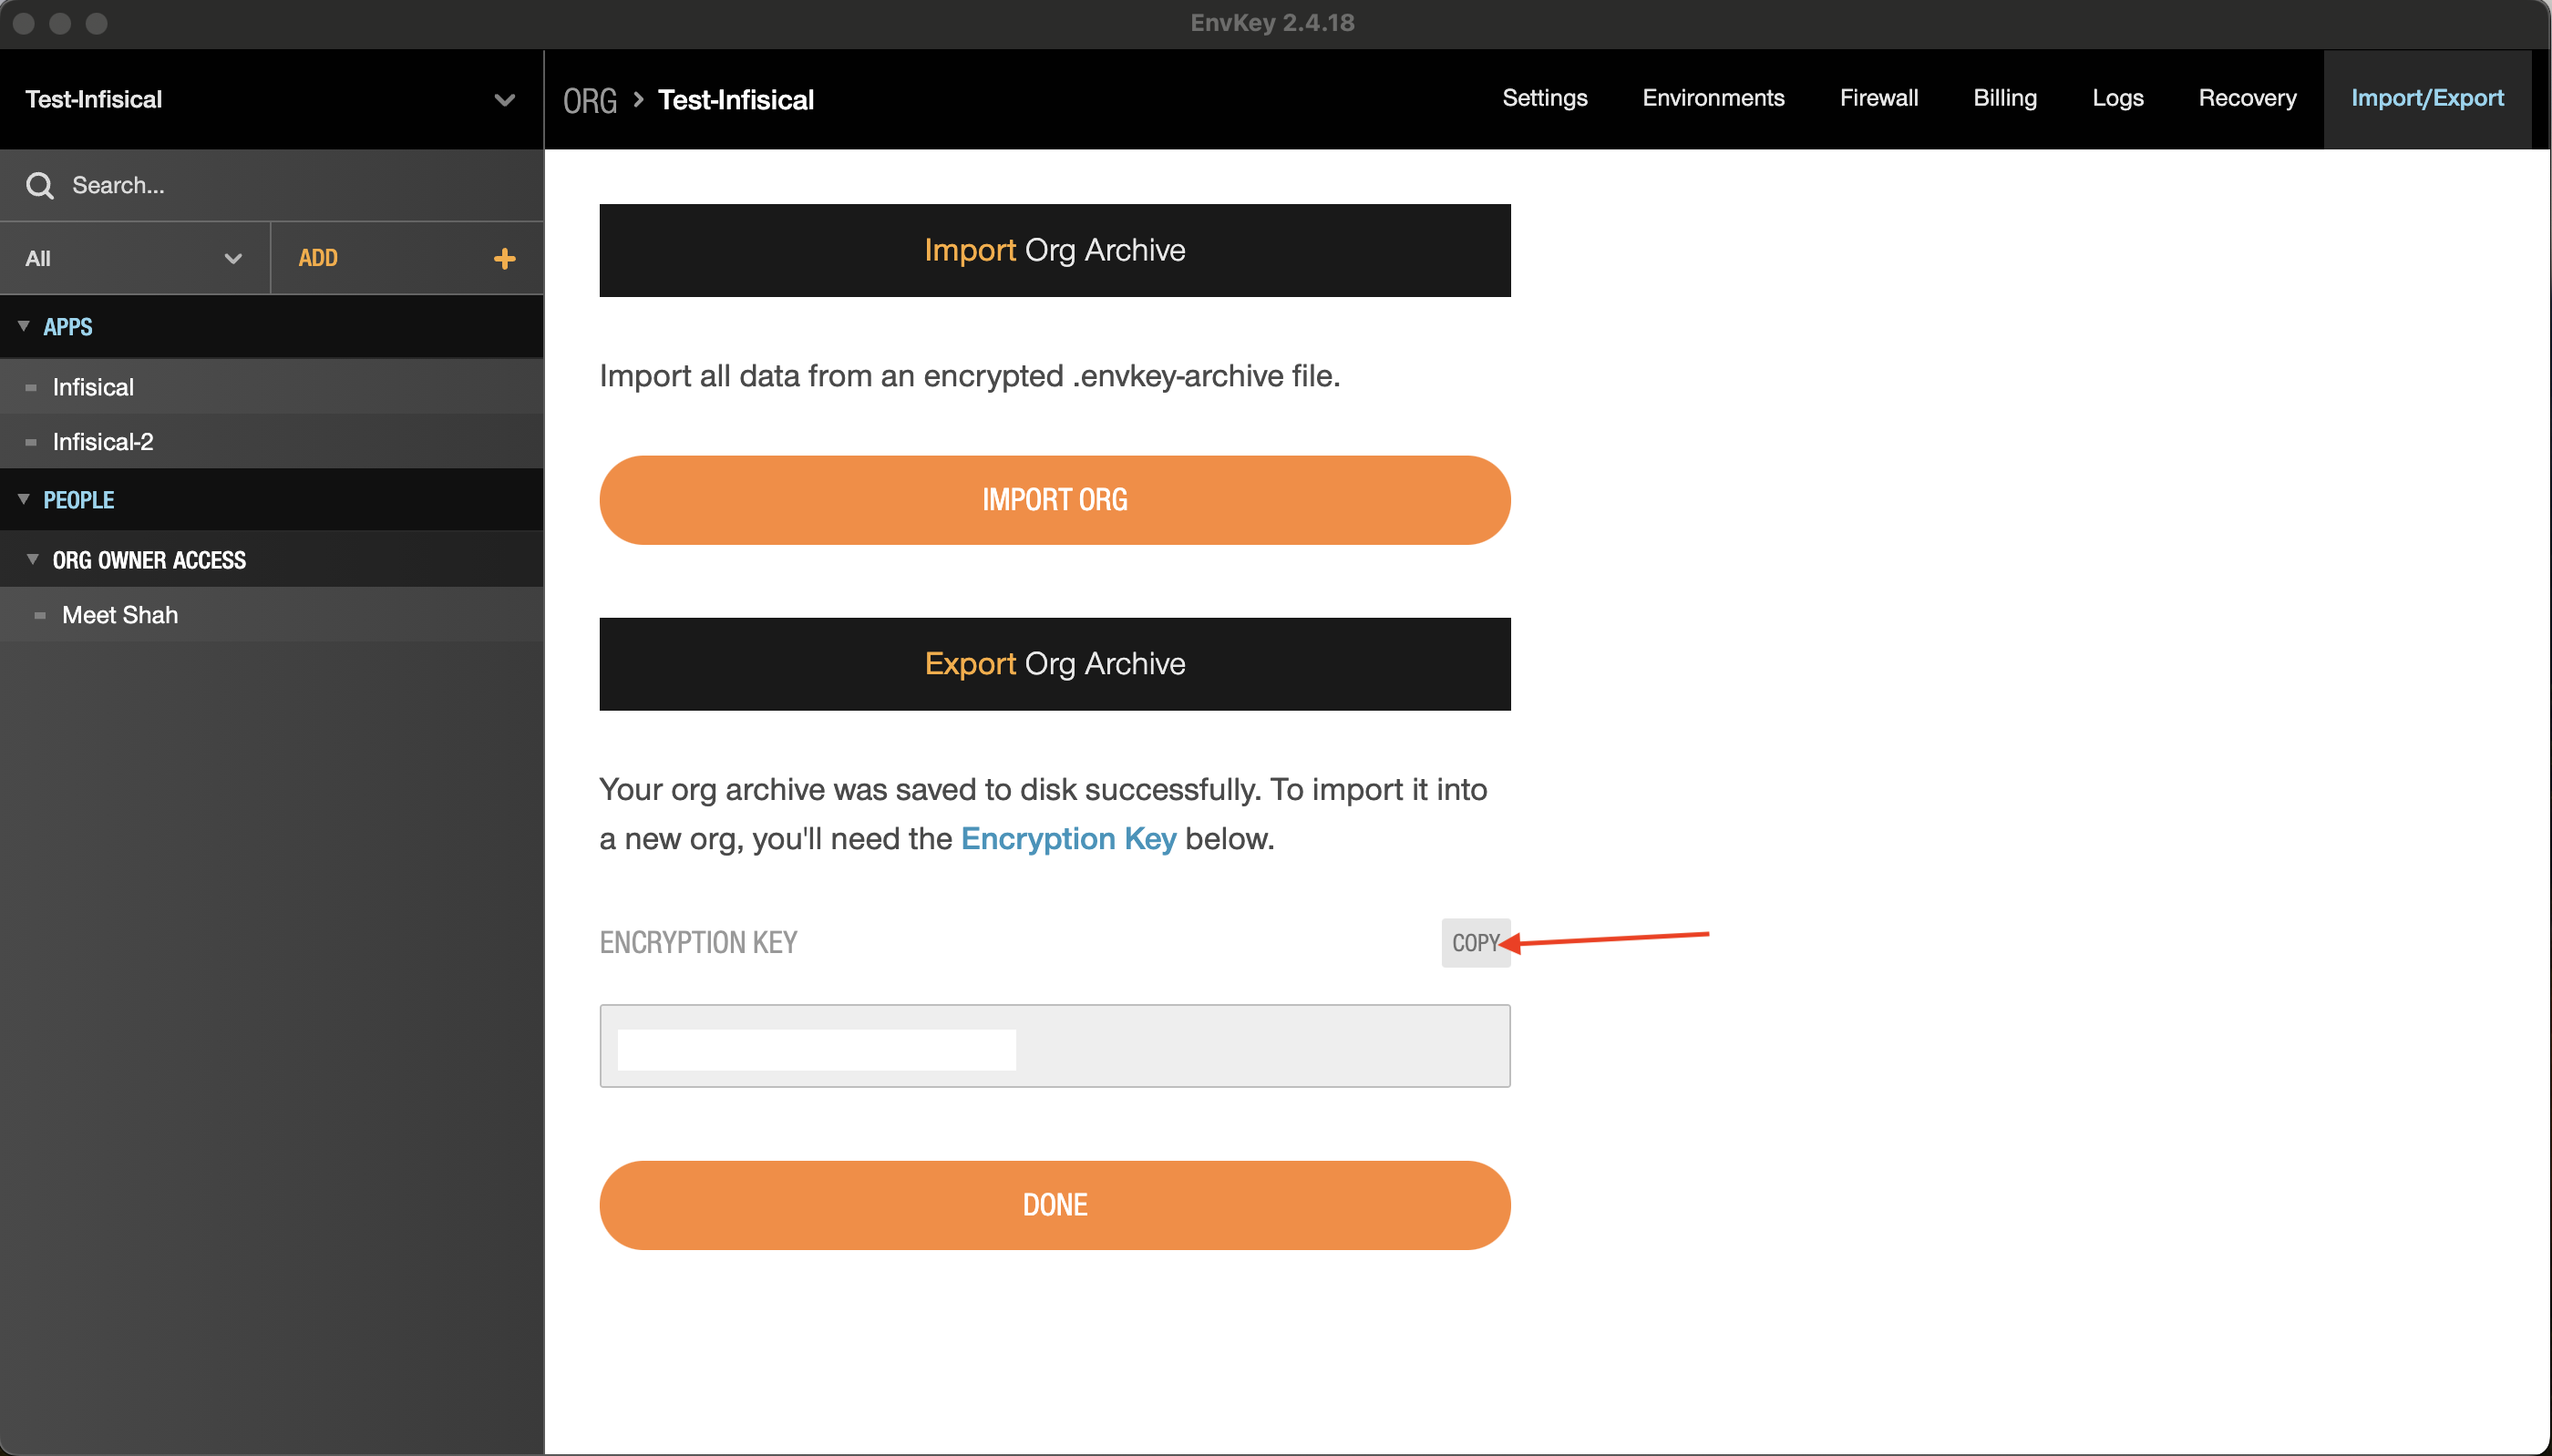 EnvKey 2.4.18
Test-Infisical
ORG > Test-Infisical
Settings
Environments
Firewall
Billing
Logs
Recovery
Import/Export
Search...
All
ADD +
APPS
Infisical
Infisical-2
PEOPLE
ORG OWNER ACCESS
Meet Shah
Import Org Archive
Import all data from an encrypted .envkey-archive file.
IMPORT ORG
Export Org Archive
Your org archive was saved to disk successfully. To import it into
a new org, you'll need the Encryption Key below.
ENCRYPTION KEY
COPY
DONE